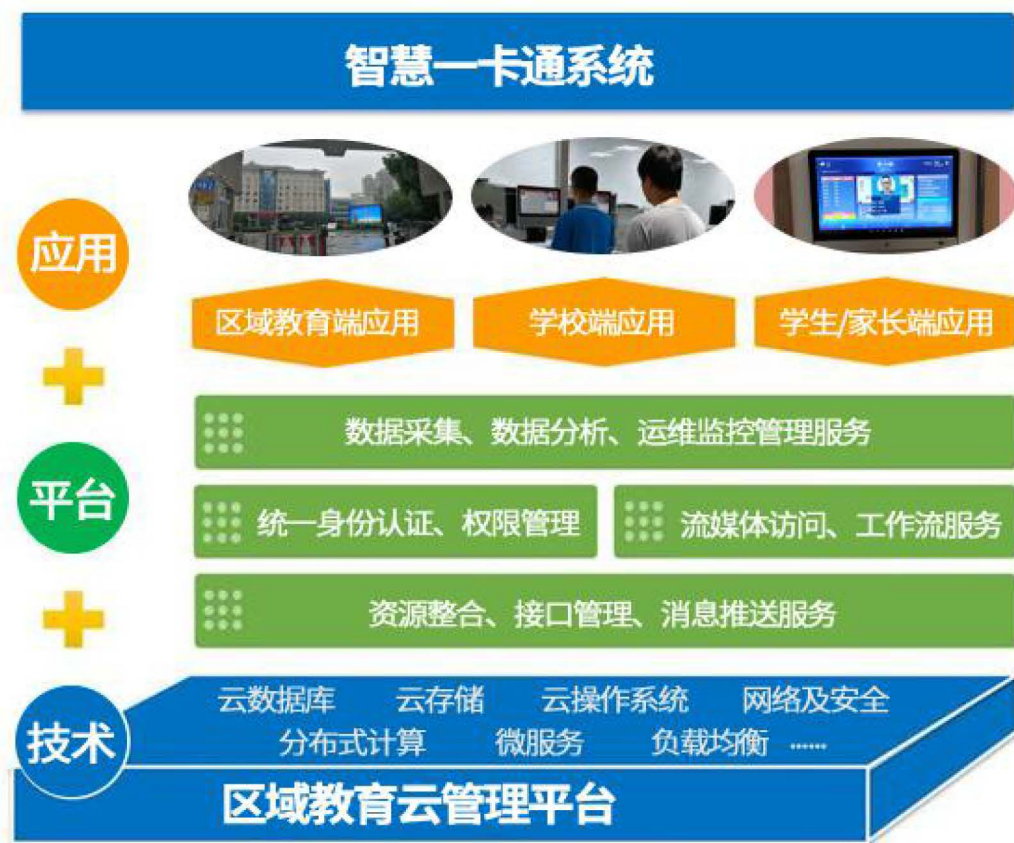 智慧一卡通系统
应用
区域教育端应用 学校端应用 学生/家长端应用
数据采集、数据分析、运维监控管理服务
平台
统一身份认证、权限管理 流媒体访问、工作流服务
资源整合、接口管理、消息推送服务
技术
云数据库 云存储 云操作系统 网络及安全
分布式计算 微服务 负载均衡 ......
区域教育云管理平台